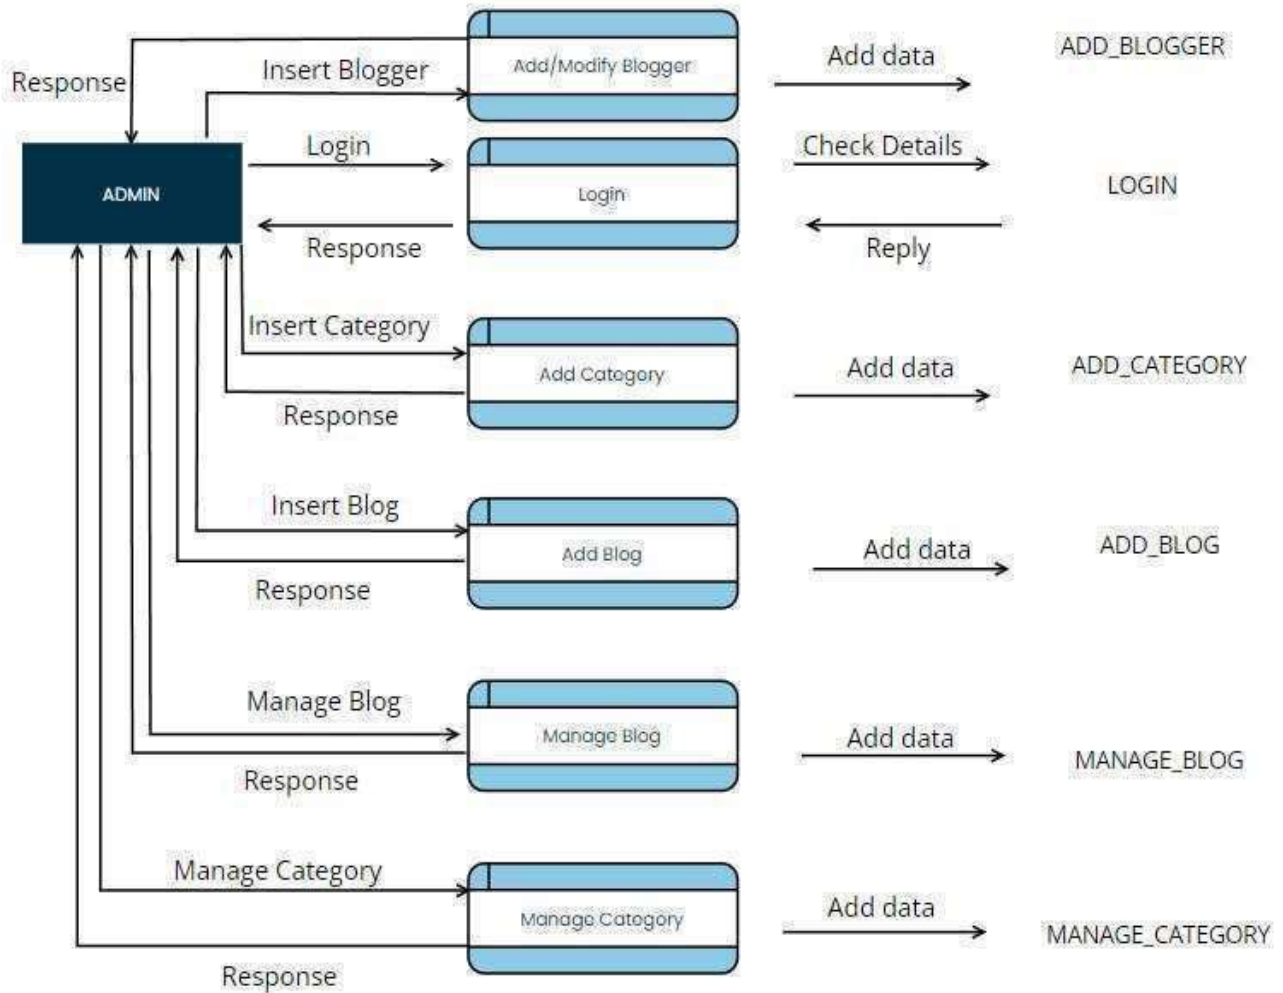 ADD_BLOGGER
Add data
Add/Modify Blogger
Insert Blogger
Response
Login
Check Details
ADMIN
Login
LOGIN
Response
Reply
Insert Category
Add Category
Add data
ADD_CATEGORY
Response
Insert Blog
Add Blog
Add data
ADD_BLOG
Response
Manage Blog
Manage Blog
Add data
MANAGE_BLOG
Response
Manage Category
Manage Category
Add data
MANAGE_CATEGORY
Response